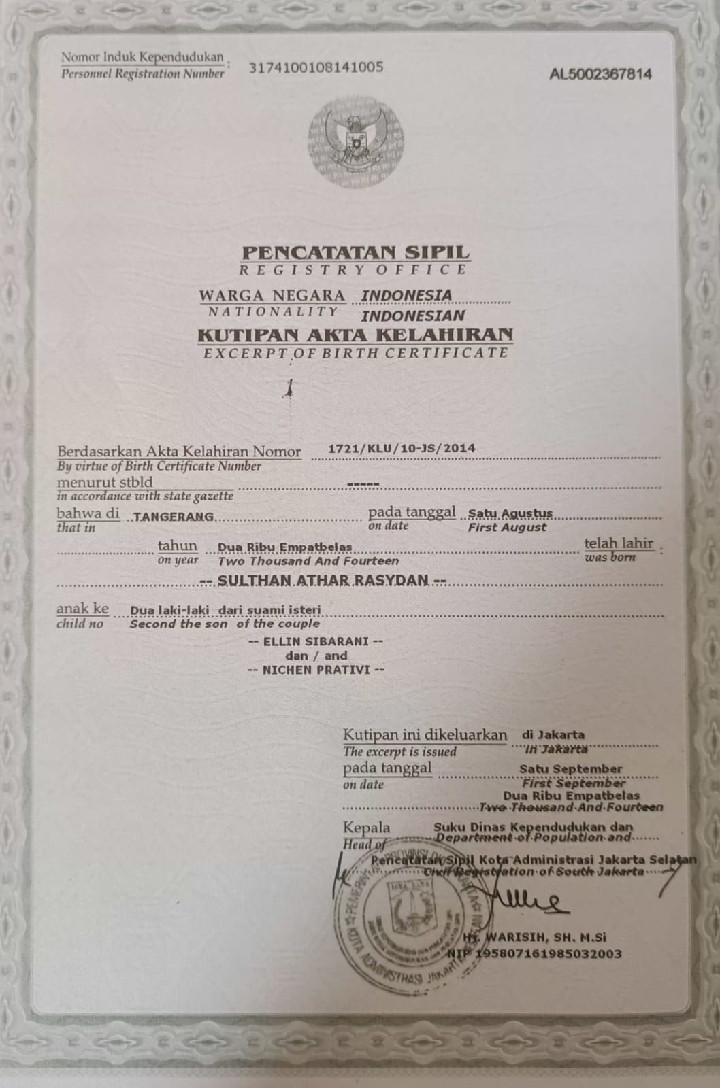 Nomor Induk Kependudukan : 3174100108141005
Personnel Registration Number
AL5002367814
PENCATATAN SIPIL
REGISTRY OFFICE
WARGA NEGARA INDONESIA
NATIONALITY INDONESIAN
KUTIPAN AKTA KELAHIRAN
EXCERPT OF BIRTH CERTIFICATE
Berdasarkan Akta Kelahiran Nomor 1721/KLU/10-JS/2014
By virtue of Birth Certificate Number
menurut stbld -----
in accordance with state gazette
bahwa di TANGERANG pada tanggal Satu Agustus
that in on date First August
tahun Dua Ribu Empatbelas telah lahir :
on year Two Thousand And Fourteen was born
-- SULTHAN ATHAR RASYDAN --
anak ke Dua laki-laki dari suami isteri
child no Second the son of the couple
-- ELLIN SIBARANI --
dan / and
-- NICHEN PRATIVI --
Kutipan ini dikeluarkan di Jakarta
The excerpt is issued in Jakarta
pada tanggal Satu September
on date First September
Dua Ribu Empatbelas
Two Thousand And Fourteen
Kepala Suku Dinas Kependudukan dan
Head of Department of Population and
Pencatatan Sipil Kota Administrasi Jakarta Selatan
Civil Registration of South Jakarta
KOTA ADMINISTRASI JAKARTA
Hj. WARISIH, SH. M.Si
NIP 195807161985032003